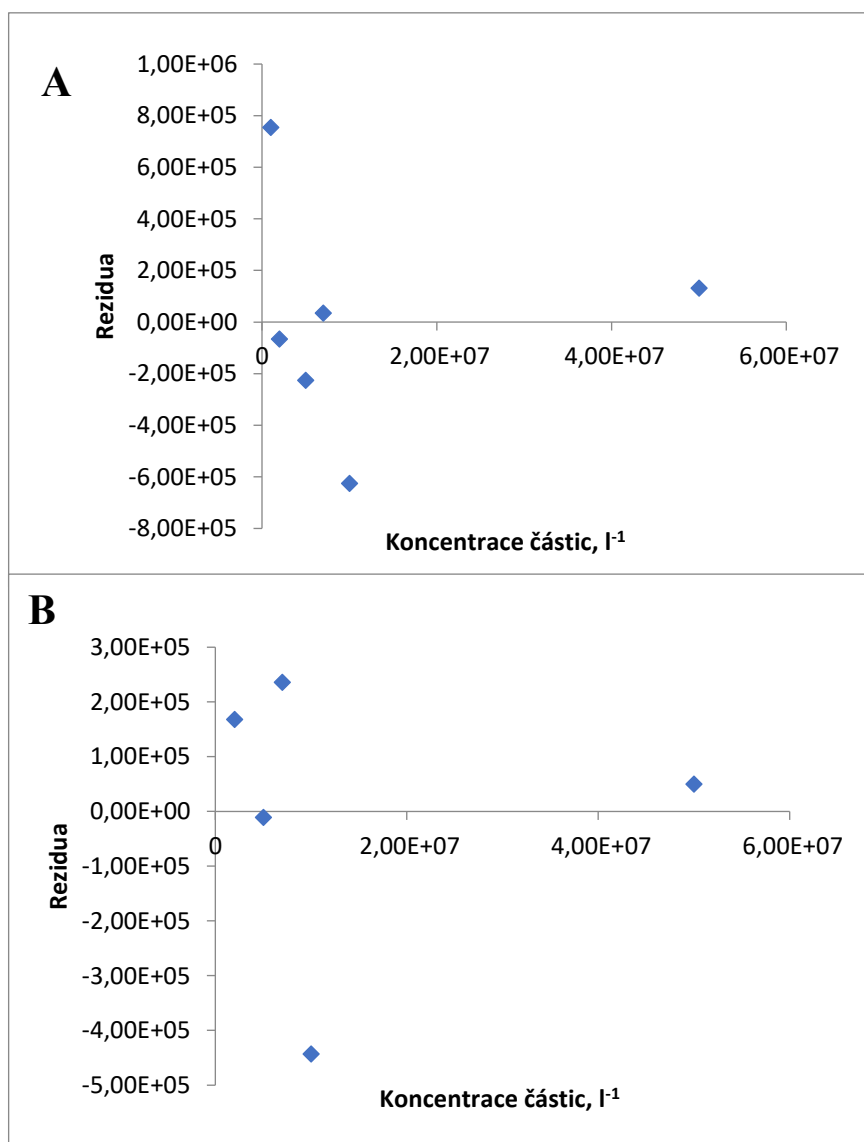 A
1,00E+06
8,00E+05
6,00E+05
4,00E+05
2,00E+05
0,00E+00
-2,00E+05
-4,00E+05
-6,00E+05
-8,00E+05
Rezidua
0 2,00E+07 4,00E+07 6,00E+07
Koncentrace částic, l⁻¹
B
3,00E+05
2,00E+05
1,00E+05
0,00E+00
-1,00E+05
-2,00E+05
-3,00E+05
-4,00E+05
-5,00E+05
Rezidua
0 2,00E+07 4,00E+07 6,00E+07
Koncentrace částic, l⁻¹